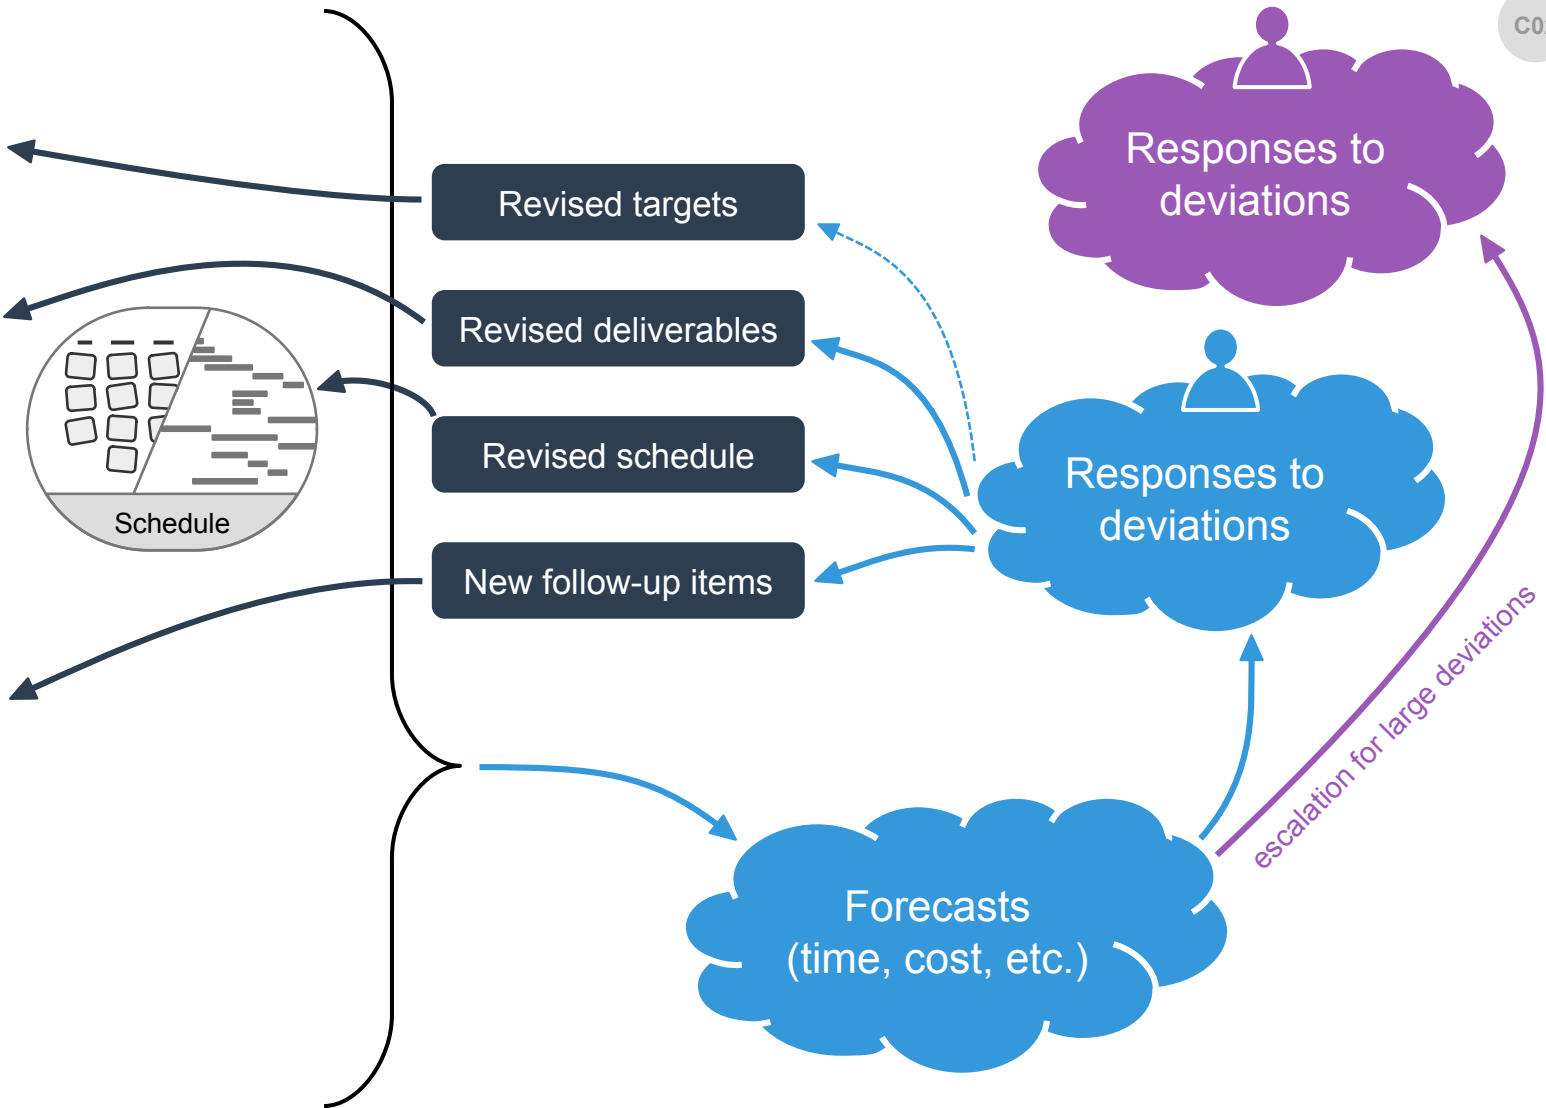 Responses to
deviations
Revised targets
Revised deliverables
Revised schedule
New follow-up items
Schedule
Responses to
deviations
escalation for large deviations
Forecasts
(time, cost, etc.)